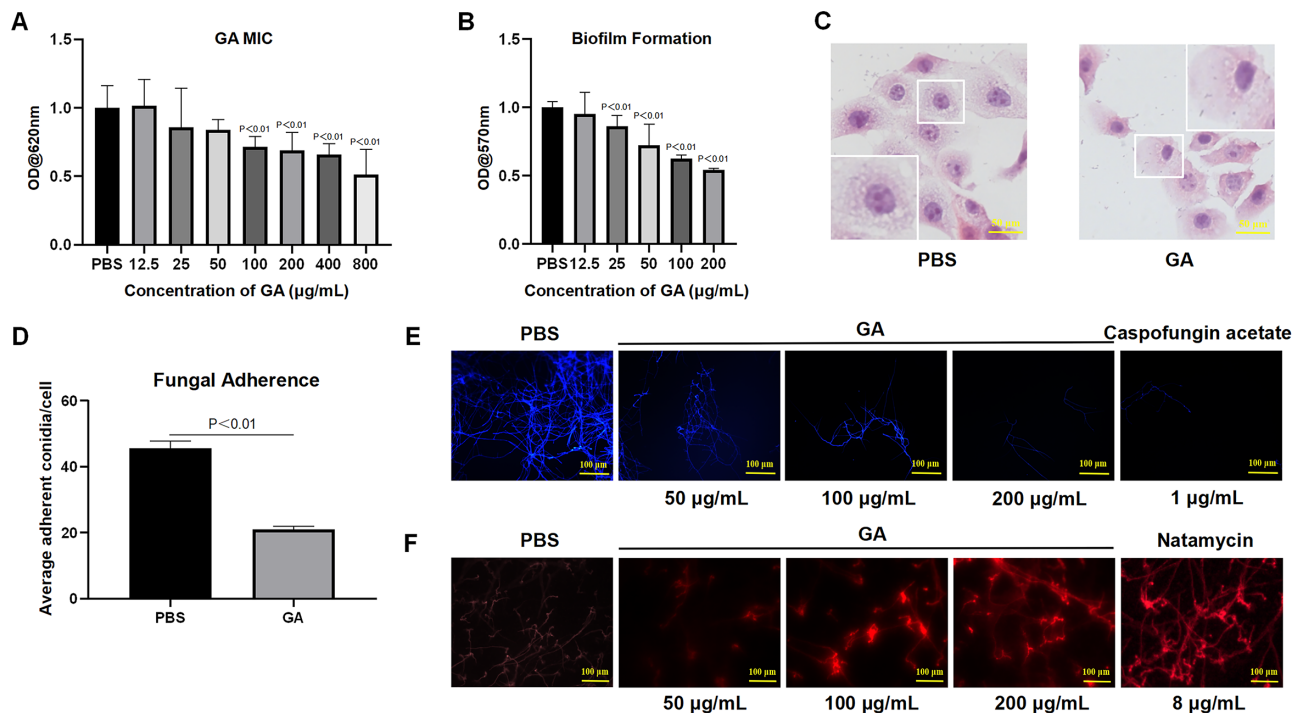 A
GA MIC
OD@620nm
1.5
1.0
0.5
0.0
P<0.01
P<0.01
P<0.01
P<0.01
PBS 12.5 25 50 100 200 400 800
Concentration of GA (μg/mL)
B
Biofilm Formation
OD@570nm
1.5
1.0
0.5
0.0
P<0.01
P<0.01
P<0.01
P<0.01
PBS 12.5 25 50 100 200
Concentration of GA (μg/mL)
C
50 μm
50 μm
PBS GA
D
Fungal Adherence
Average adherent conidia/cell
60
40
20
0
P<0.01
PBS GA
E
PBS GA Caspofungin acetate
100 μm 100 μm 100 μm 100 μm 100 μm
50 μg/mL 100 μg/mL 200 μg/mL 1 μg/mL
F
PBS GA Natamycin
100 μm 100 μm 100 μm 100 μm 100 μm
50 μg/mL 100 μg/mL 200 μg/mL 8 μg/mL